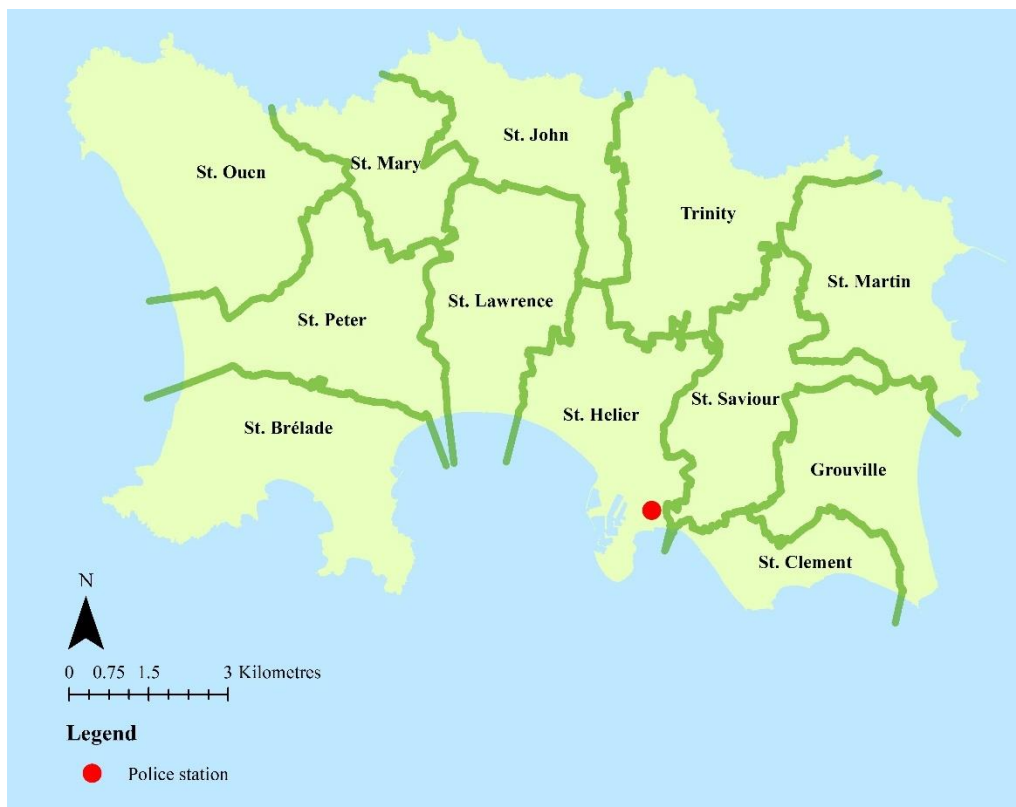 St. John
St. Mary
St. Ouen
Trinity
St. Martin
St. Lawrence
St. Peter
St. Saviour
St. Helier
St. Brélade
Grouville
St. Clement
N
0 0.75 1.5 3 Kilometres
Legend
Police station